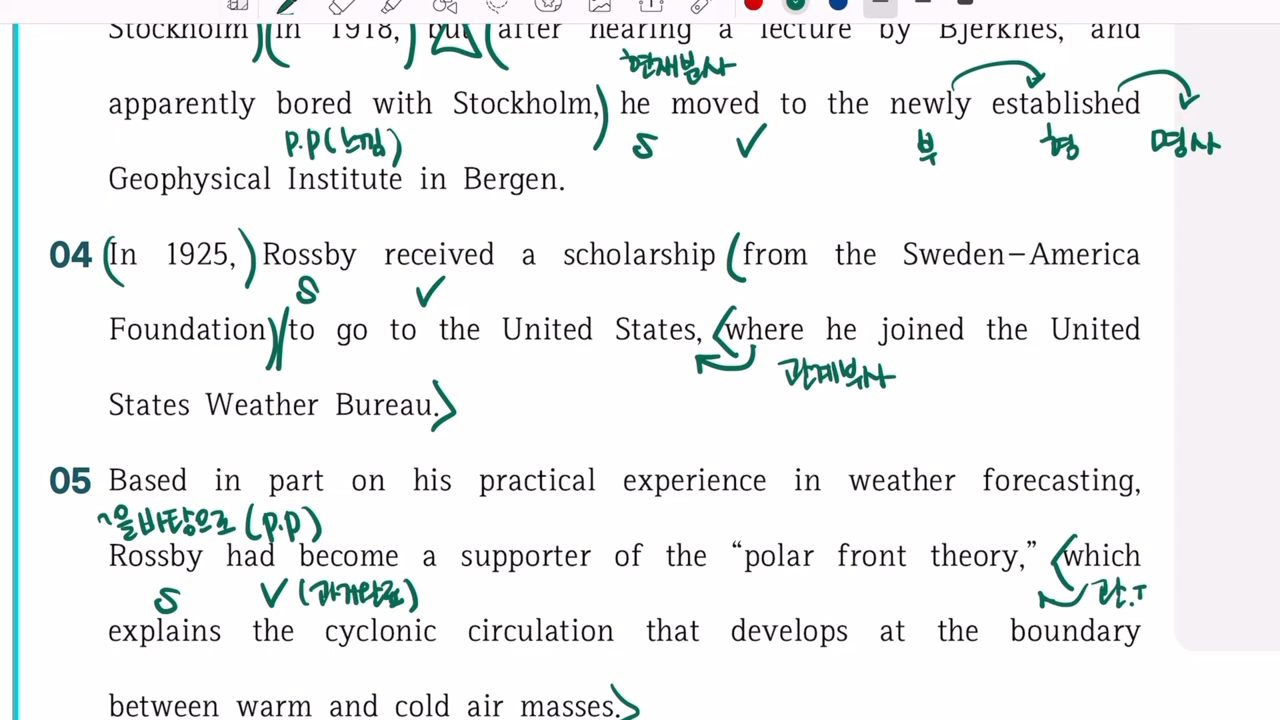 Stockholm in 1918, but after hearing a lecture by Bjerknes, and
현재분사
apparently bored with Stockholm, he moved to the newly established
p.p(느낌) S V 부 형 명사
Geophysical Institute in Bergen.
04 In 1925, Rossby received a scholarship from the Sweden-America
S V
Foundation to go to the United States, where he joined the United
관계부사
States Weather Bureau.
05 Based in part on his practical experience in weather forecasting,
~을 바탕으로 (p.p)
Rossby had become a supporter of the “polar front theory,” which
S V (과거완료) 관.
explains the cyclonic circulation that develops at the boundary
between warm and cold air masses.